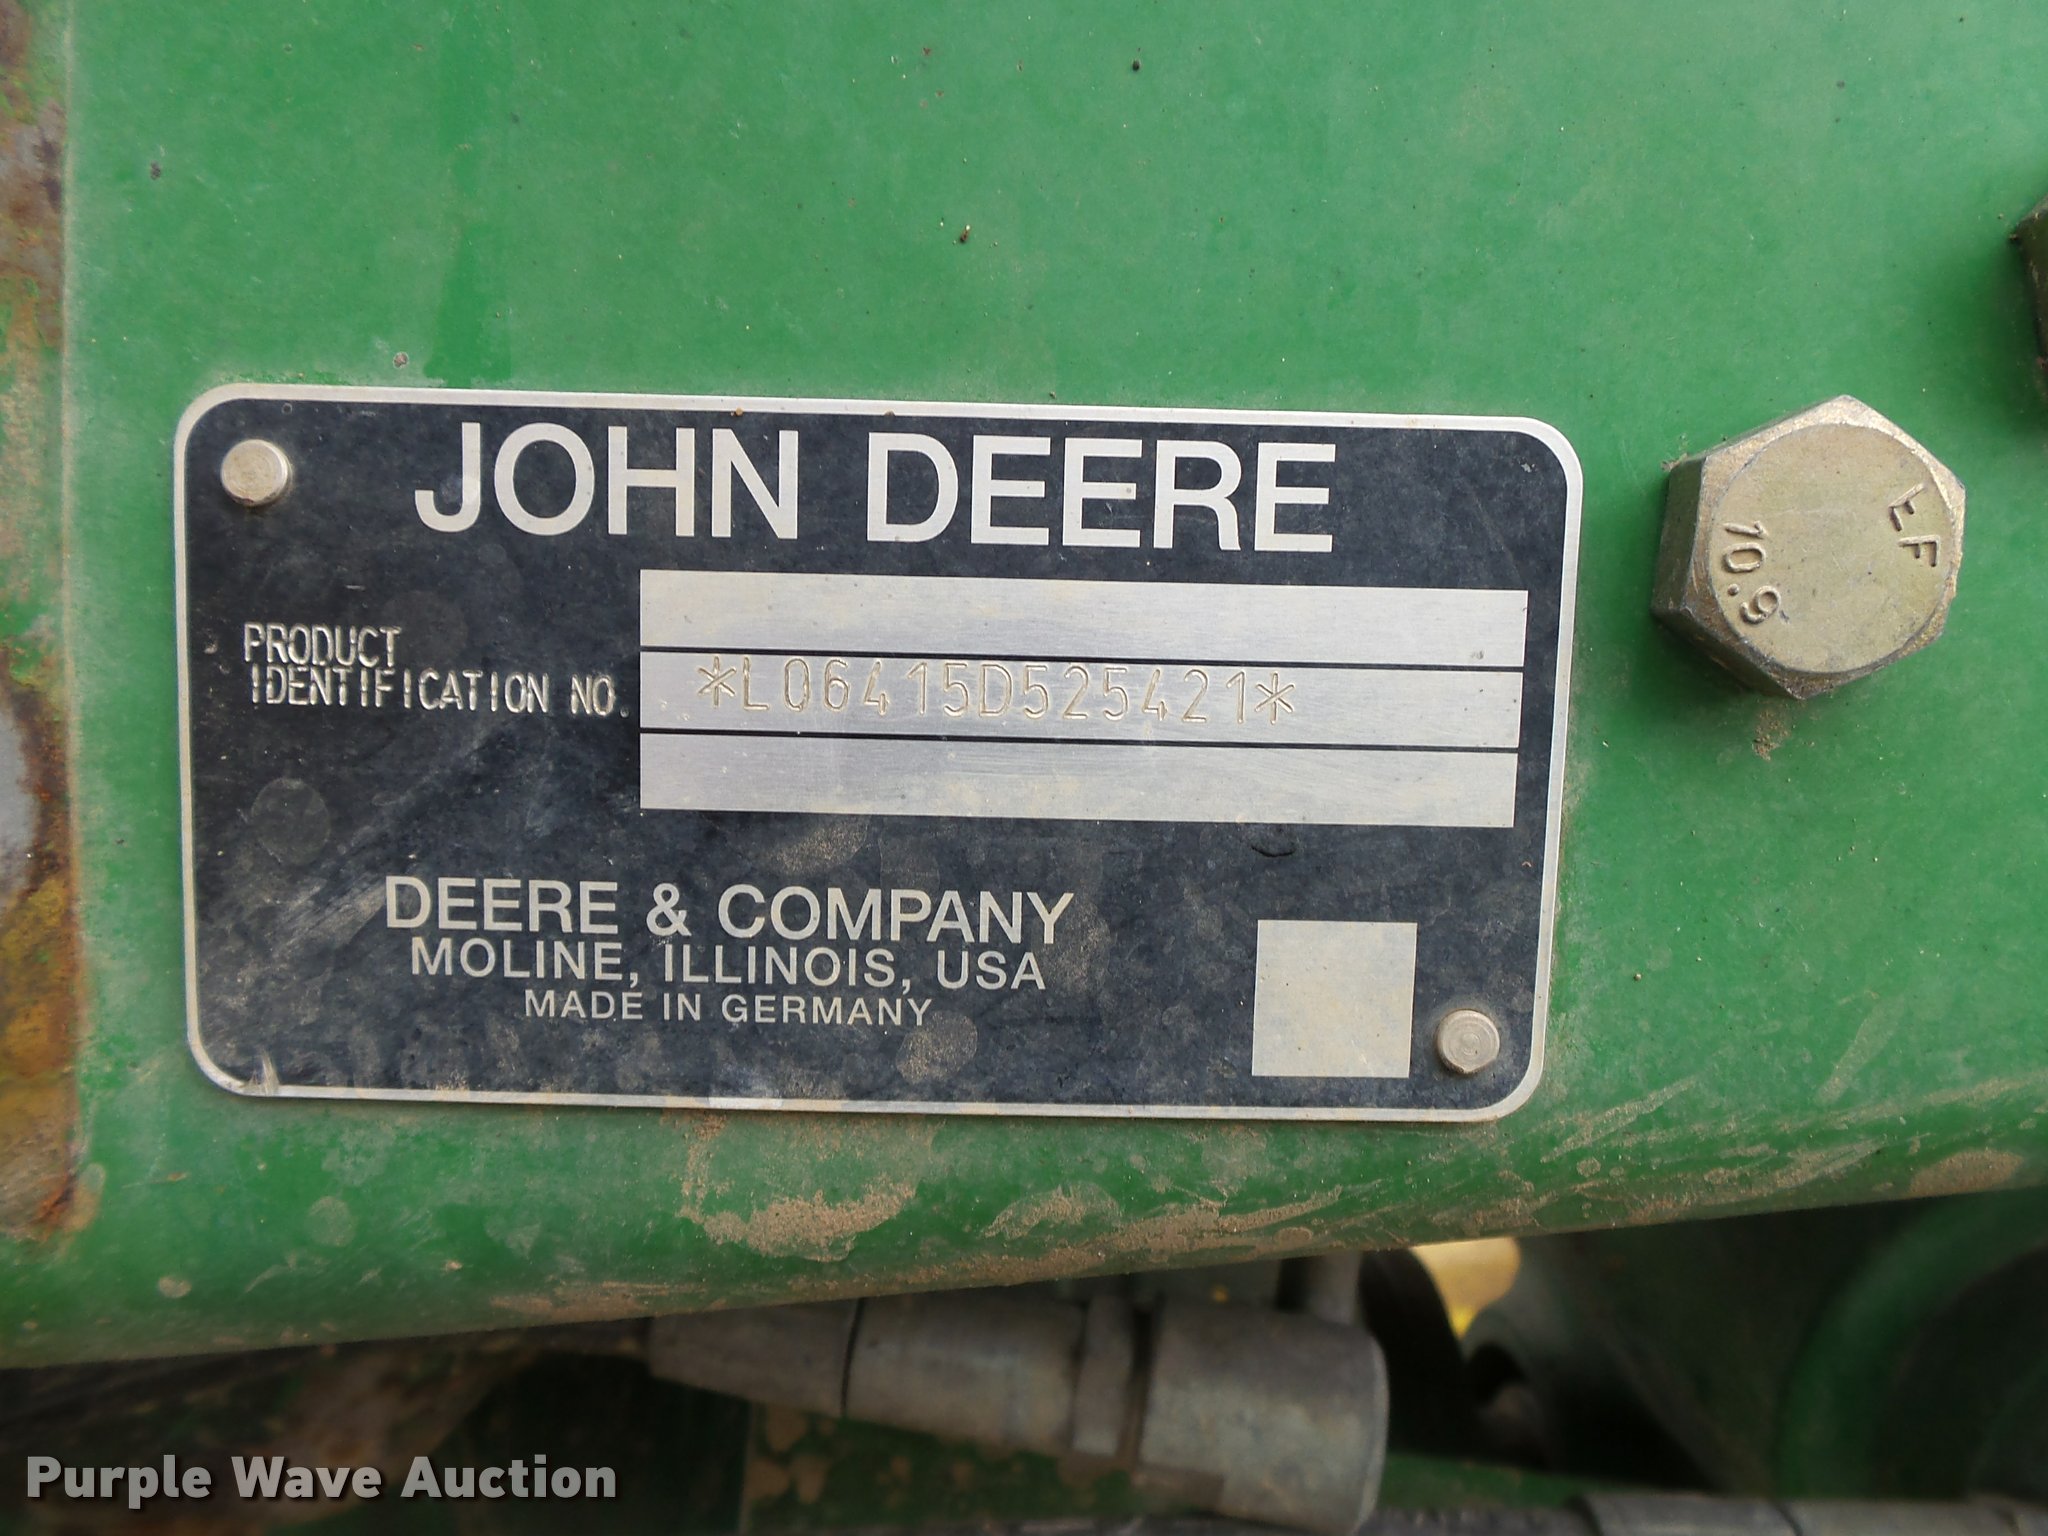 JOHN DEERE
PRODUCT
IDENTIFICATION NO.
*L06415D525421*
DEERE & COMPANY
MOLINE, ILLINOIS, USA
MADE IN GERMANY
EF
10.9
Purple Wave Auction